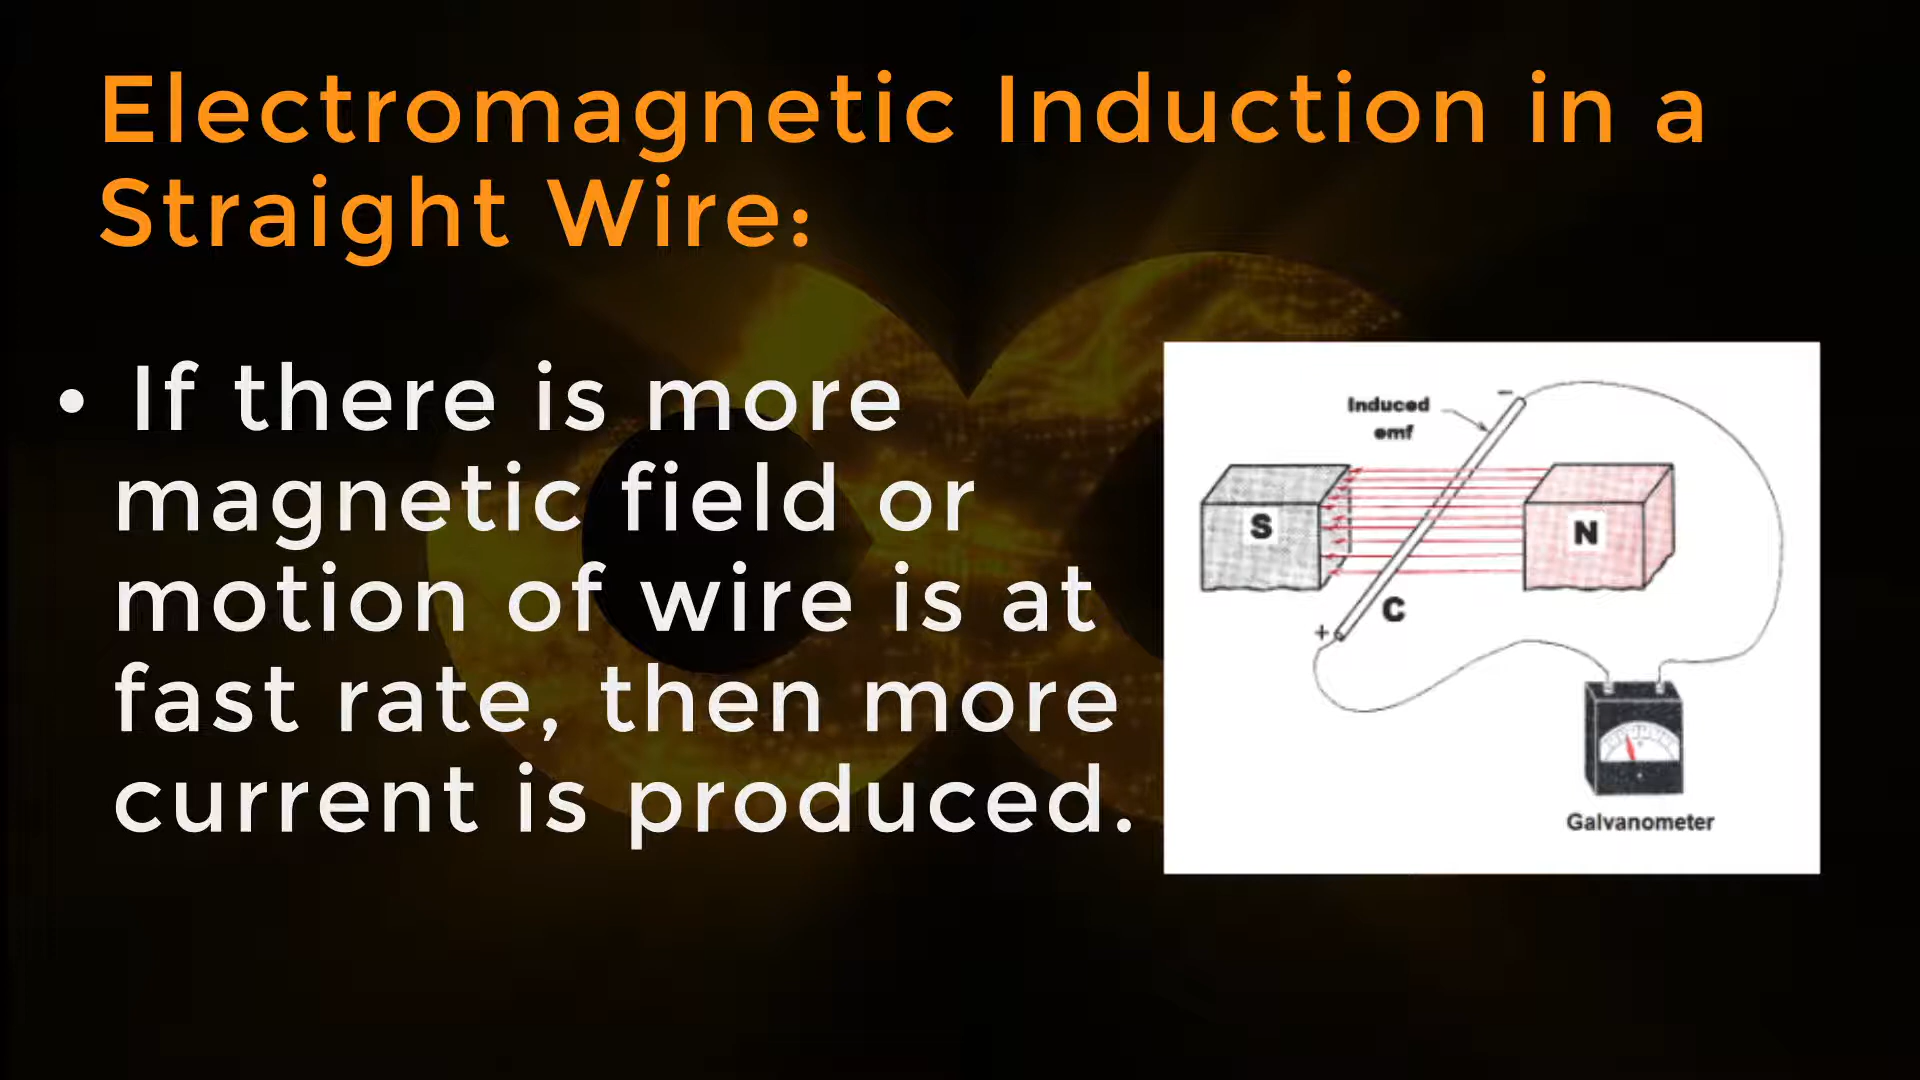 Electromagnetic Induction in a
Straight Wire:
• If there is more
magnetic field or
motion of wire is at
fast rate, then more
current is produced.
Induced
emf
−
S
N
C
+
Galvanometer